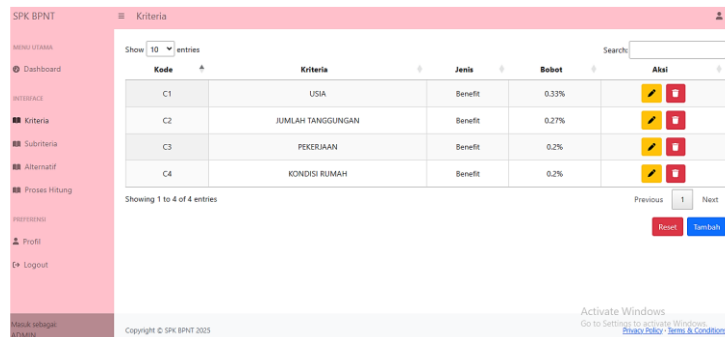 SPK BPNT
Kriteria
MENU UTAMA
Dashboard
INTERFACE
Kriteria
Subriteria
Alternatif
Proses Hitung
PREFERENSI
Profil
Logout
Masuk sebagai:
ADMIN
Show 10 entries
Search:
Kode Kriteria Jenis Bobot Aksi
C1 USIA Benefit 0.33%
C2 JUMLAH TANGGUNGAN Benefit 0.27%
C3 PEKERJAAN Benefit 0.2%
C4 KONDISI RUMAH Benefit 0.2%
Showing 1 to 4 of 4 entries
Previous 1 Next
Reset Tambah
Activate Windows
Go to Settings to activate Windows.
Copyright © SPK BPNT 2025
Privacy Policy · Terms & Conditions